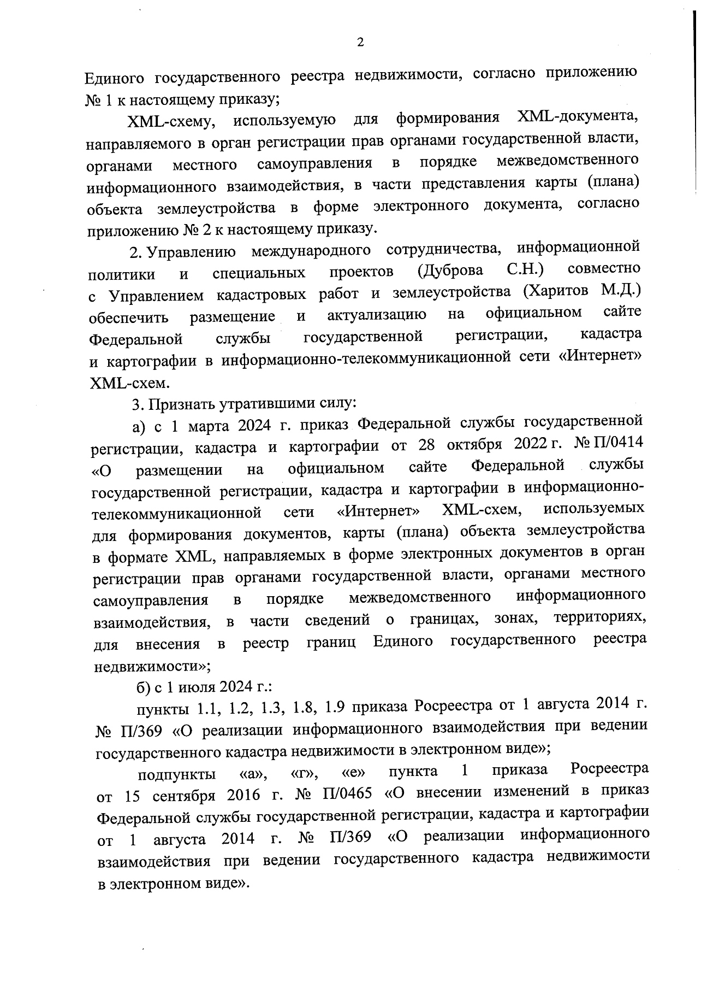 2
Единого государственного реестра недвижимости, согласно приложению
№ 1 к настоящему приказу;
XML-схему, используемую для формирования XML-документа,
направляемого в орган регистрации прав органами государственной власти,
органами местного самоуправления в порядке межведомственного
информационного взаимодействия, в части представления карты (плана)
объекта землеустройства в форме электронного документа, согласно
приложению № 2 к настоящему приказу.
2. Управлению международного сотрудничества, информационной
политики и специальных проектов (Дуброва С.Н.) совместно
с Управлением кадастровых работ и землеустройства (Харитов М.Д.)
обеспечить размещение и актуализацию на официальном сайте
Федеральной службы государственной регистрации, кадастра
и картографии в информационно-телекоммуникационной сети «Интернет»
XML-схем.
3. Признать утратившими силу:
а) с 1 марта 2024 г. приказ Федеральной службы государственной
регистрации, кадастра и картографии от 28 октября 2022 г. № П/0414
«О размещении на официальном сайте Федеральной службы
государственной регистрации, кадастра и картографии в информационно-
телекоммуникационной сети «Интернет» XML-схем, используемых
для формирования документов, карты (плана) объекта землеустройства
в формате XML, направляемых в форме электронных документов в орган
регистрации прав органами государственной власти, органами местного
самоуправления в порядке межведомственного информационного
взаимодействия, в части сведений о границах, зонах, территориях,
для внесения в реестр границ Единого государственного реестра
недвижимости»;
б) с 1 июля 2024 г.:
пункты 1.1, 1.2, 1.3, 1.8, 1.9 приказа Росреестра от 1 августа 2014 г.
№ П/369 «О реализации информационного взаимодействия при ведении
государственного кадастра недвижимости в электронном виде»;
подпункты «а», «г», «е» пункта 1 приказа Росреестра
от 15 сентября 2016 г. № П/0465 «О внесении изменений в приказ
Федеральной службы государственной регистрации, кадастра и картографии
от 1 августа 2014 г. № П/369 «О реализации информационного
взаимодействия при ведении государственного кадастра недвижимости
в электронном виде».